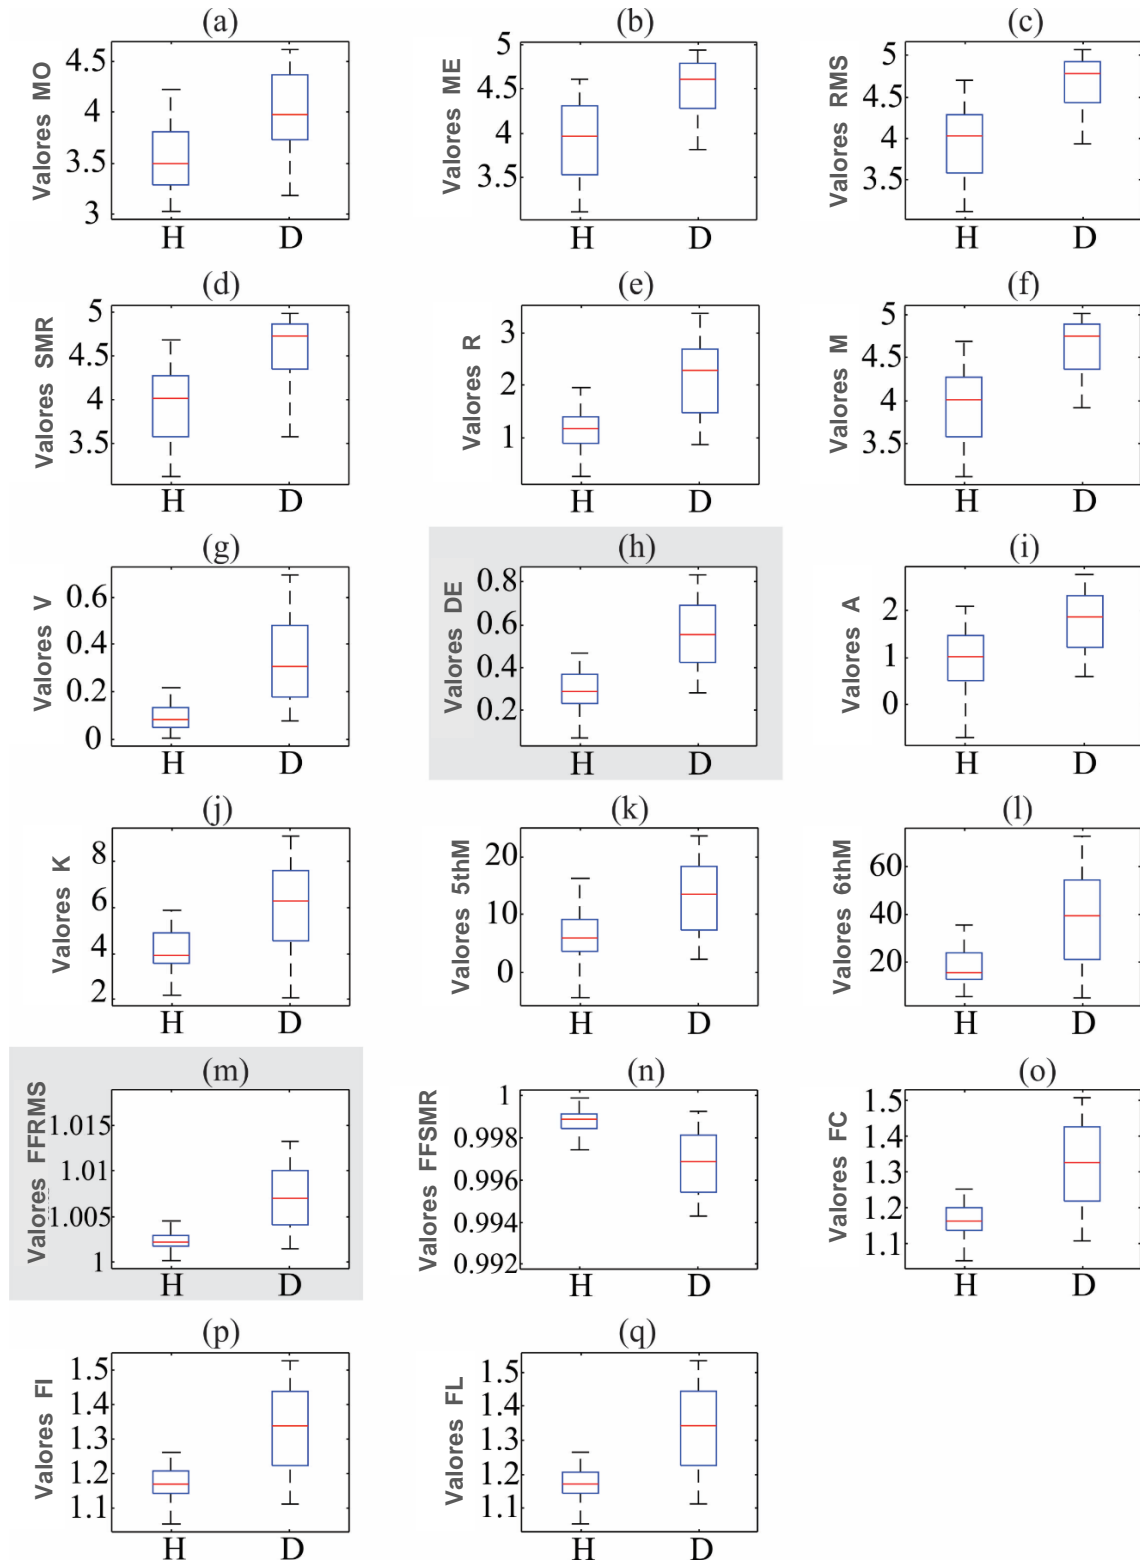 (a)
Valores MO
4.5
4
3.5
3
H D
(b)
Valores ME
5
4.5
4
3.5
H D
(c)
Valores RMS
5
4.5
4
3.5
H D
(d)
Valores SMR
5
4.5
4
3.5
H D
(e)
Valores R
3
2
1
H D
(f)
Valores M
5
4.5
4
3.5
H D
(g)
Valores V
0.6
0.4
0.2
0
H D
(h)
Valores DE
0.8
0.6
0.4
0.2
H D
(i)
Valores A
2
1
0
H D
(j)
Valores K
8
6
4
2
H D
(k)
Valores 5thM
20
10
0
H D
(l)
Valores 6thM
60
40
20
H D
(m)
Valores FFRMS
1.015
1.01
1.005
1
H D
(n)
Valores FFSMR
1
0.998
0.996
0.994
0.992
H D
(o)
Valores FC
1.5
1.4
1.3
1.2
1.1
H D
(p)
Valores FI
1.5
1.4
1.3
1.2
1.1
H D
(q)
Valores FL
1.5
1.4
1.3
1.2
1.1
H D